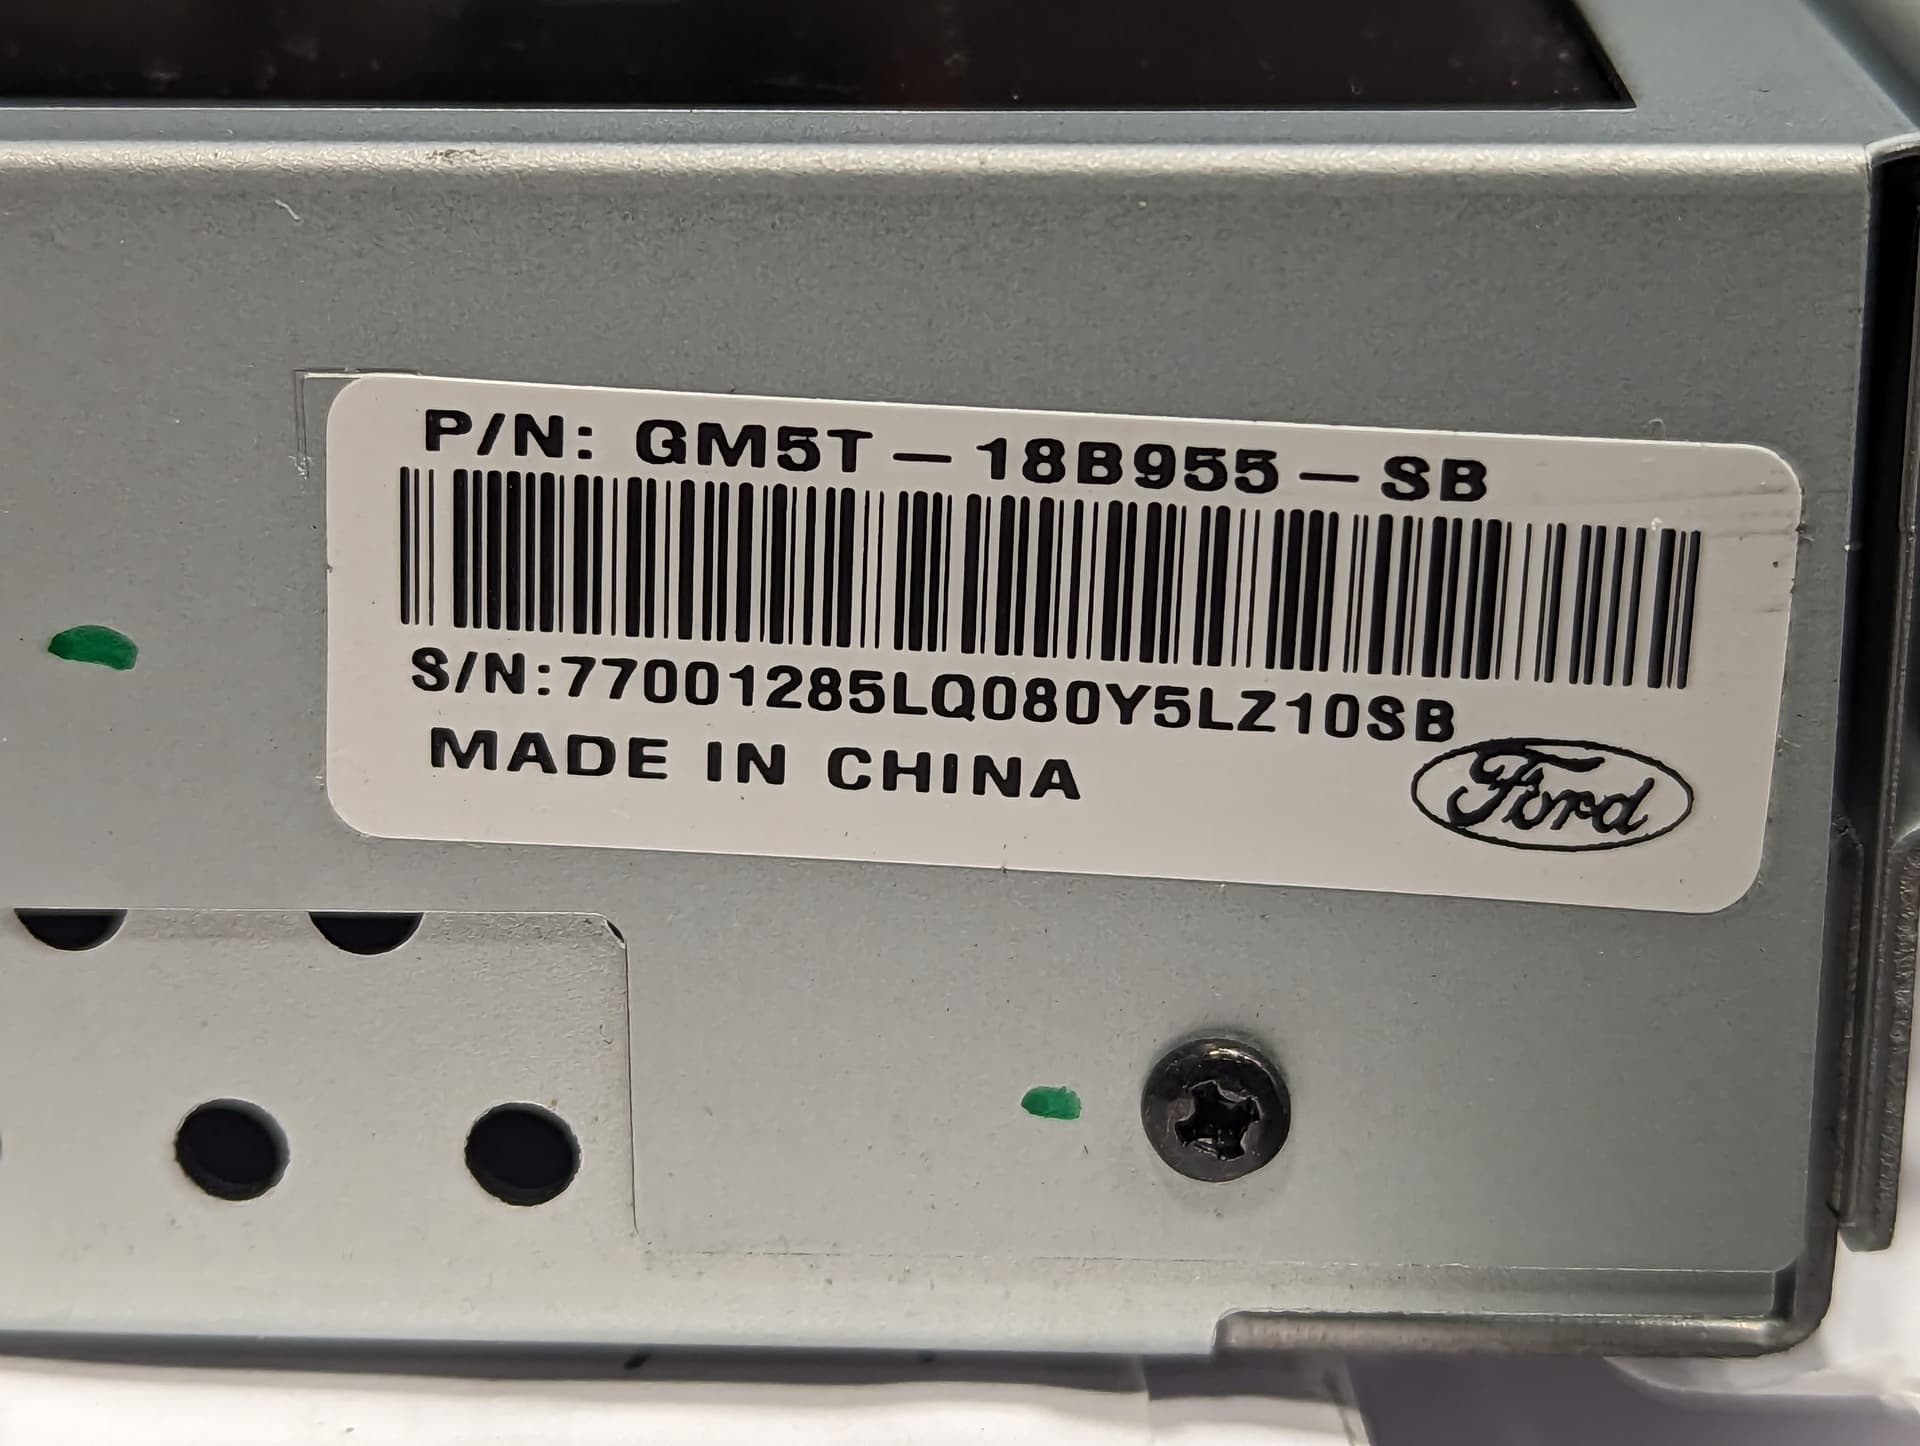 P/N: GM5T-18B955-SB
S/N:77001285LQ080Y5LZ10SB
MADE IN CHINA
Ford